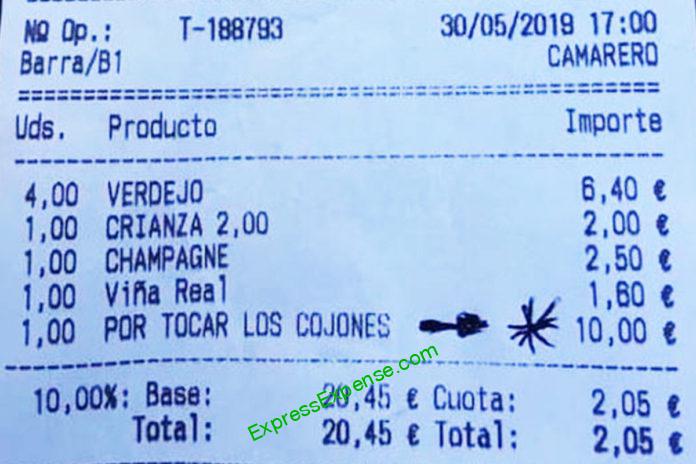 Nº Op.: T-188793 30/05/2019 17:00
Barra/B1 CAMARERO
Uds. Producto Importe
4,00 VERDEJO 6,40 €
1,00 CRIANZA 2,00 2,00 €
1,00 CHAMPAGNE 2,50 €
1,00 Viña Real 1,60 €
1,00 POR TOCAR LOS COJONES 10,00 €
10,00%: Base: 20,45 € Cuota: 2,05 €
Total: 20,45 € Total: 2,05 €
ExpressExpense.com